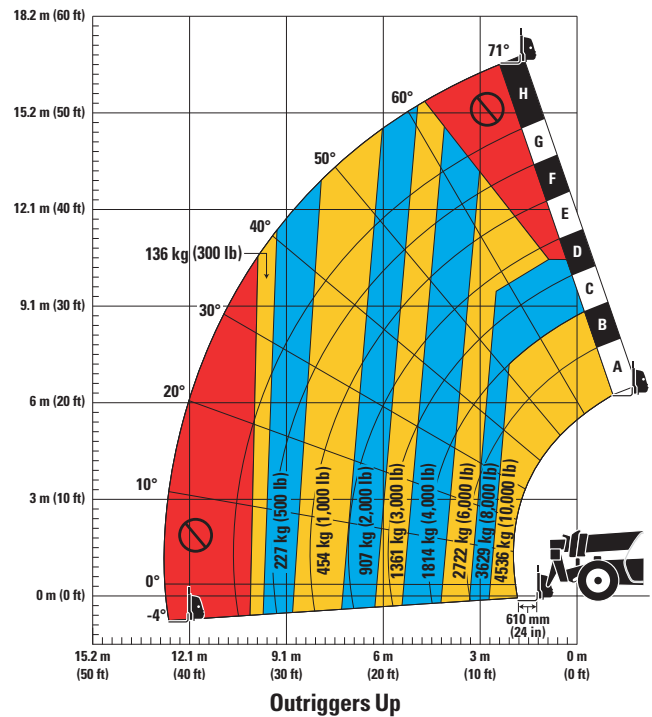 18.2 m (60 ft)
15.2 m (50 ft)
12.1 m (40 ft)
9.1 m (30 ft)
6 m (20 ft)
3 m (10 ft)
0 m (0 ft)
71°
60°
50°
40°
30°
20°
10°
0°
-4°
H
G
F
E
D
C
B
A
136 kg (300 lb)
227 kg (500 lb)
454 kg (1,000 lb)
907 kg (2,000 lb)
1361 kg (3,000 lb)
1814 kg (4,000 lb)
2722 kg (6,000 lb)
3629 kg (8,000 lb)
4536 kg (10,000 lb)
610 mm
(24 in)
15.2 m
(50 ft)
12.1 m
(40 ft)
9.1 m
(30 ft)
6 m
(20 ft)
3 m
(10 ft)
0 m
(0 ft)
Outriggers Up